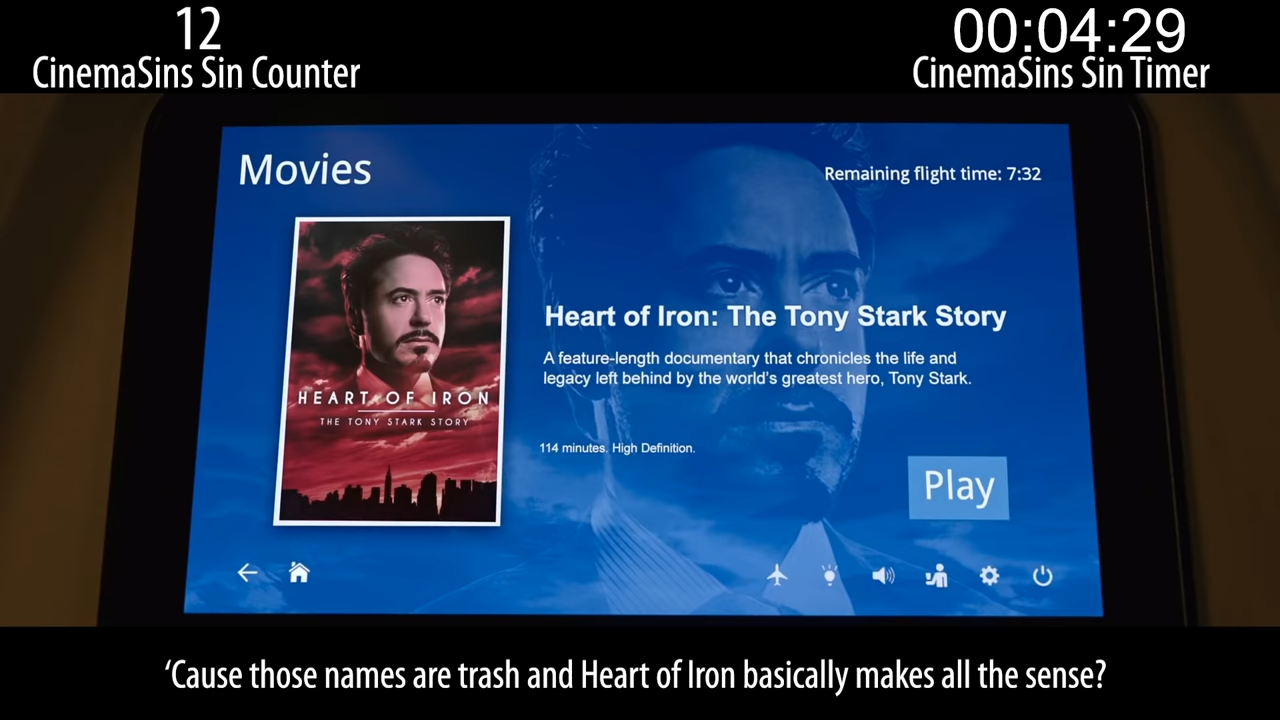 12
CinemaSins Sin Counter
00:04:29
CinemaSins Sin Timer
Movies
Remaining flight time: 7:32
HEART OF IRON
THE TONY STARK STORY
Heart of Iron: The Tony Stark Story
A feature-length documentary that chronicles the life and
legacy left behind by the world's greatest hero, Tony Stark.
114 minutes. High Definition.
Play
‘Cause those names are trash and Heart of Iron basically makes all the sense?